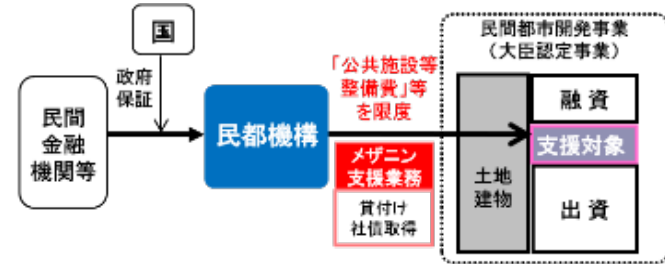 国
政府
保証
民間
金融
機関等
民都機構
「公共施設等
整備費」等
を限度
メザニン
支援業務
貸付け
社債取得
民間都市開発事業
（大臣認定事業）
土地
建物
融資
支援対象
出資